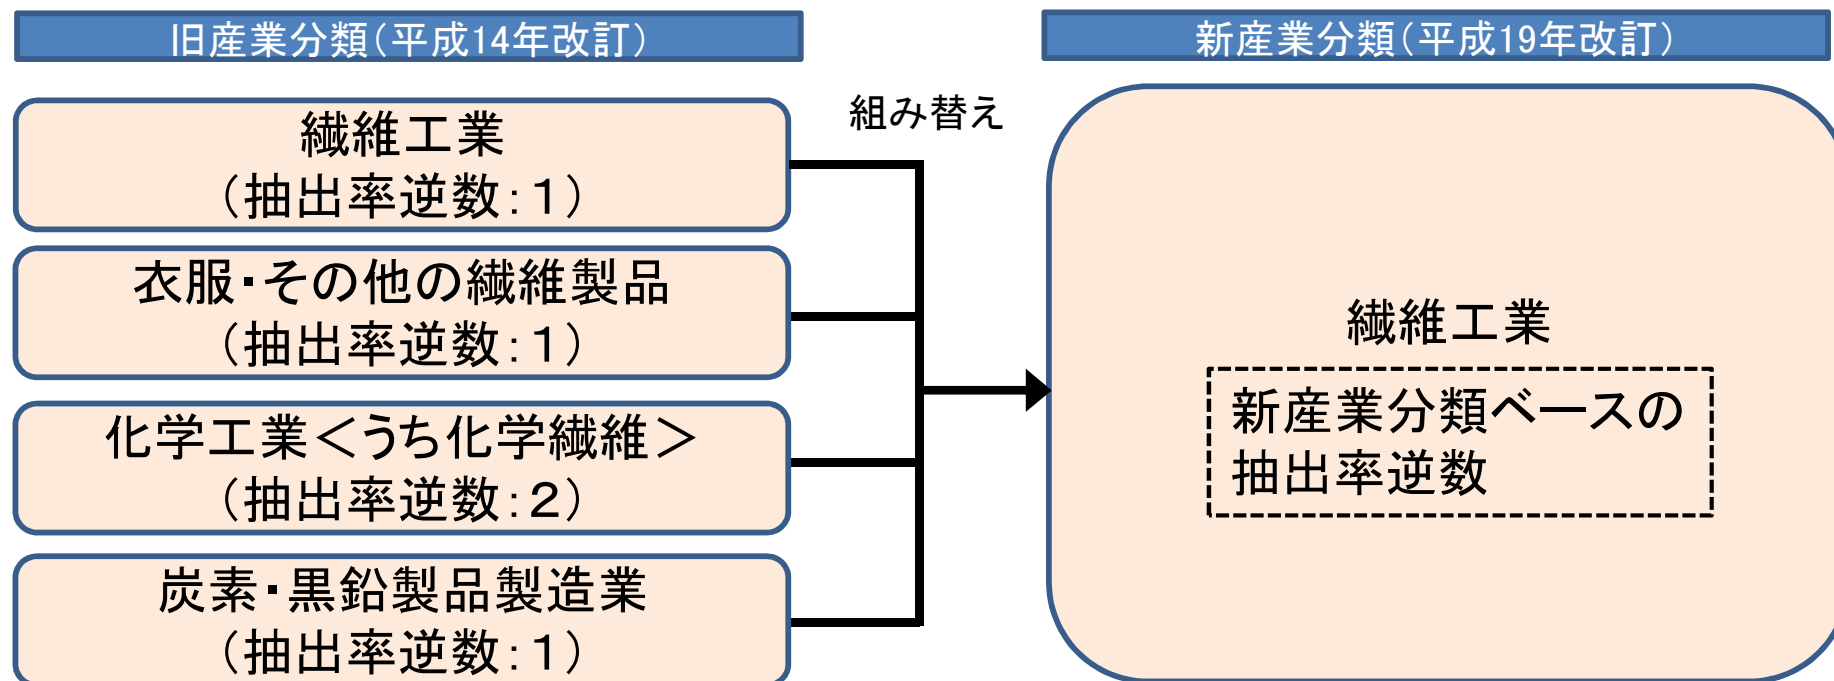 旧産業分類（平成14年改訂）
新産業分類（平成19年改訂）
組み替え
繊維工業
（抽出率逆数：１）
衣服・その他の繊維製品
（抽出率逆数：１）
化学工業＜うち化学繊維＞
（抽出率逆数：２）
炭素・黒鉛製品製造業
（抽出率逆数：１）
繊維工業
新産業分類ベースの
抽出率逆数